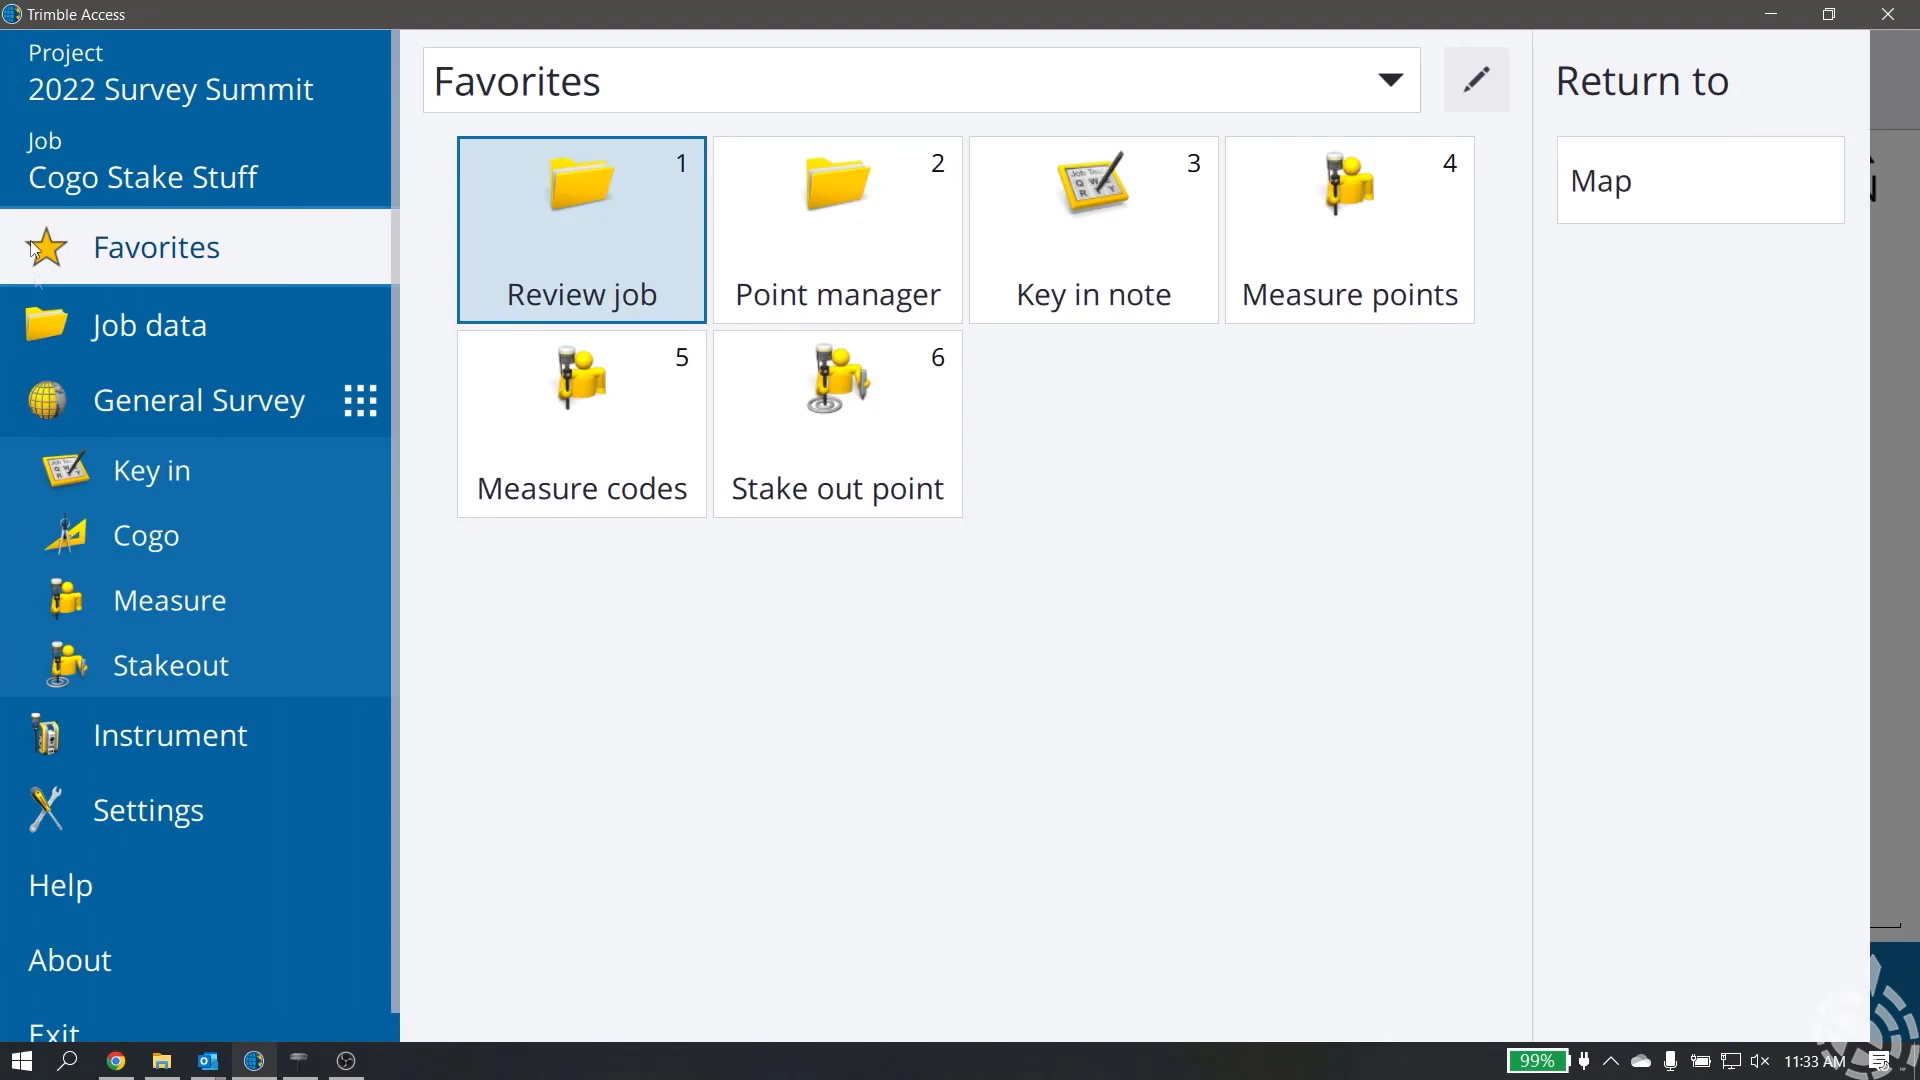 Trimble Access
Project
2022 Survey Summit
Job
Cogo Stake Stuff
Favorites
Job data
General Survey
Key in
Cogo
Measure
Stakeout
Instrument
Settings
Help
About
Exit
Favorites
1
Review job
2
Point manager
3
Key in note
4
Measure points
5
Measure codes
6
Stake out point
Return to
Map
99%
11:33 AM